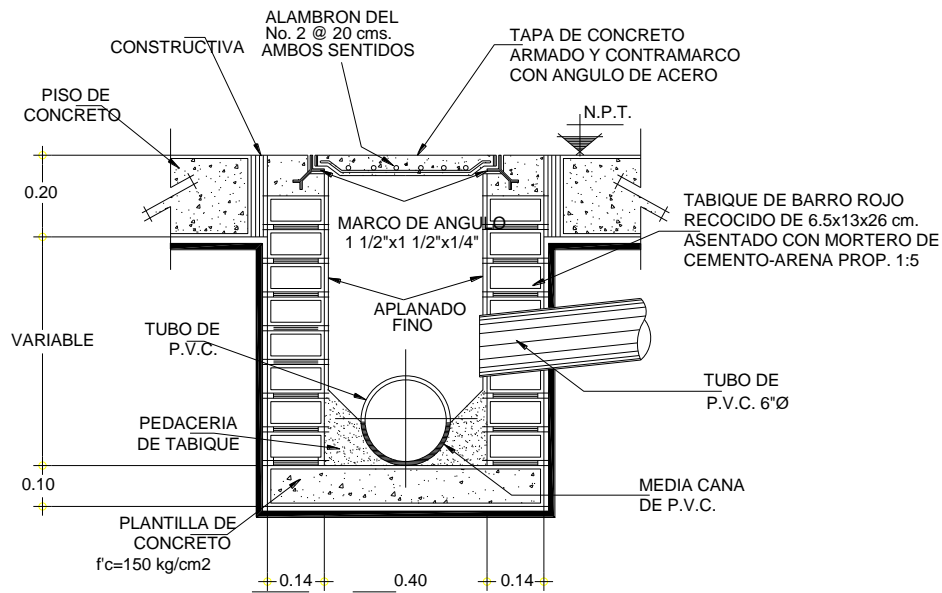 ALAMBRON DEL
No. 2 @ 20 cms.
AMBOS SENTIDOS
CONSTRUCTIVA
TAPA DE CONCRETO
ARMADO Y CONTRAMARCO
CON ANGULO DE ACERO
PISO DE
CONCRETO
N.P.T.
0.20
MARCO DE ANGULO
1 1/2"x1 1/2"x1/4"
TABIQUE DE BARRO ROJO
RECOCIDO DE 6.5x13x26 cm.
ASENTADO CON MORTERO DE
CEMENTO-ARENA PROP. 1:5
APLANADO
FINO
VARIABLE
TUBO DE
P.V.C.
TUBO DE
P.V.C. 6"Ø
PEDACERIA
DE TABIQUE
0.10
MEDIA CANA
DE P.V.C.
PLANTILLA DE
CONCRETO
f'c=150 kg/cm2
0.14
0.40
0.14